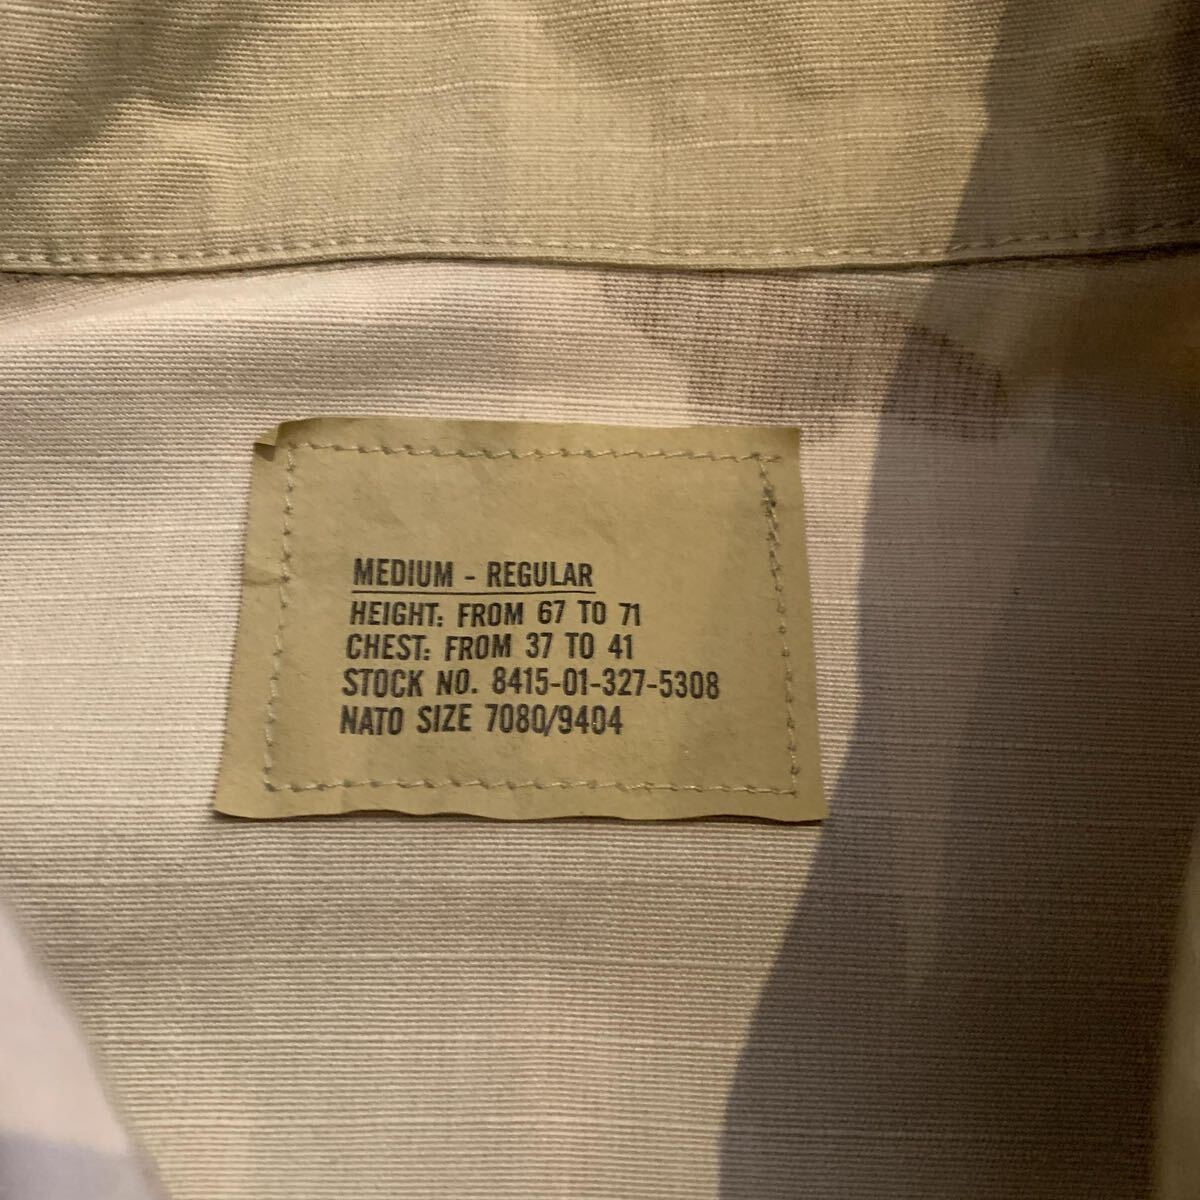 MEDIUM - REGULAR
HEIGHT: FROM 67 TO 71
CHEST: FROM 37 TO 41
STOCK NO. 8415-01-327-5308
NATO SIZE 7080/9404